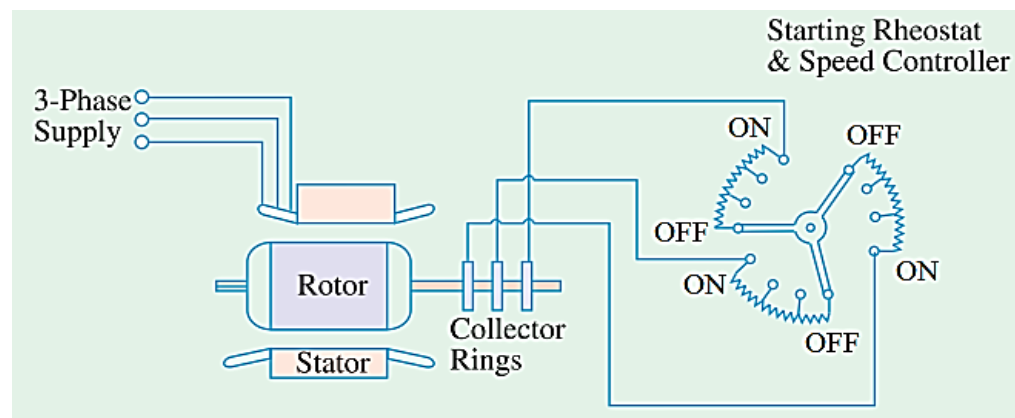 Starting Rheostat
& Speed Controller
3-Phase
Supply
ON
OFF
OFF
ON
ON
OFF
Rotor
Collector
Rings
Stator